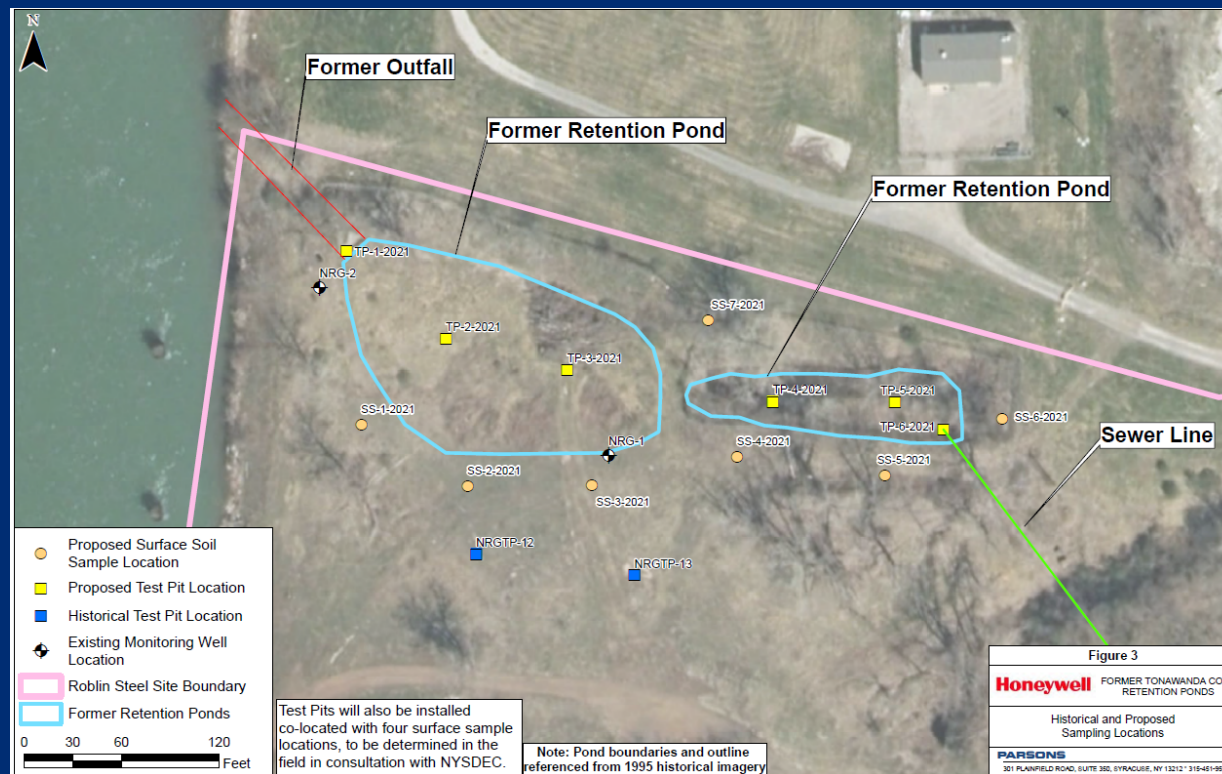 N
Former Outfall
Former Retention Pond
Former Retention Pond
TP-1-2021
NRG-2
SS-7-2021
TP-2-2021
TP-3-2021
TP-4-2021
TP-5-2021
SS-1-2021
TP-6-2021
SS-6-2021
Sewer Line
NRG-1
SS-4-2021
SS-2-2021
SS-3-2021
SS-5-2021
NRGTP-12
NRGTP-13
Proposed Surface Soil
Sample Location
Proposed Test Pit Location
Historical Test Pit Location
Existing Monitoring Well
Location
Roblin Steel Site Boundary
Former Retention Ponds
0 30 60 120
Feet
Test Pits will also be installed
co-located with four surface sample
locations, to be determined in the
field in consultation with NYSDEC.
Note: Pond boundaries and outline
referenced from 1995 historical imagery
Figure 3
Honeywell
FORMER TONAWANDA CO
RETENTION PONDS
Historical and Proposed
Sampling Locations
PARSONS
301 PLAINFIELD ROAD, SUITE 350, SYRACUSE, NY 13212 * 315-451-95